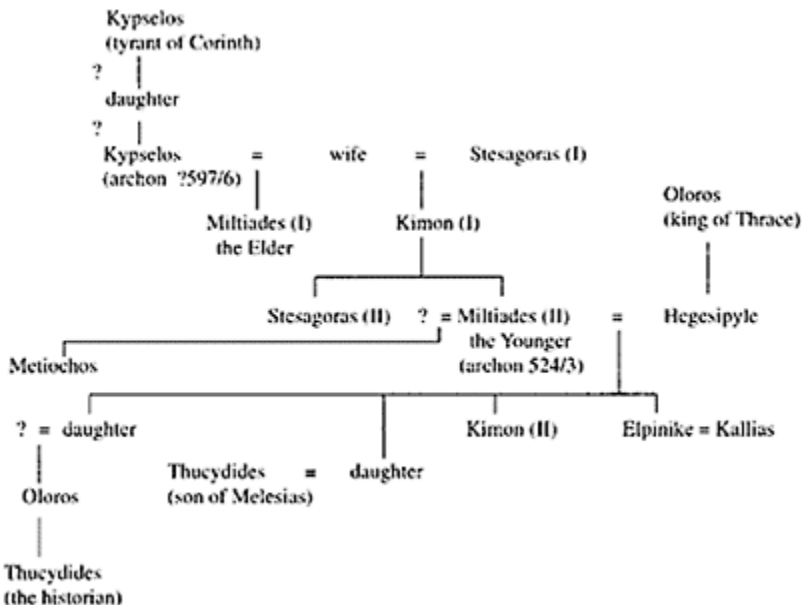 Kypselos
(tyrant of Corinth)
?
daughter
?
Kypselos = wife = Stesagoras (I)
(archon ?597/6)
Oloros
(king of Thrace)
Miltiades (I) Kimon (I)
the Elder
Stesagoras (II) ? = Miltiades (II) = Hegesipyle
the Younger
Metiochos
(archon 524/3)
? = daughter Kimon (II) Elpinike = Kallias
Thucydides = daughter
(son of Melesias)
Oloros
Thucydides
(the historian)